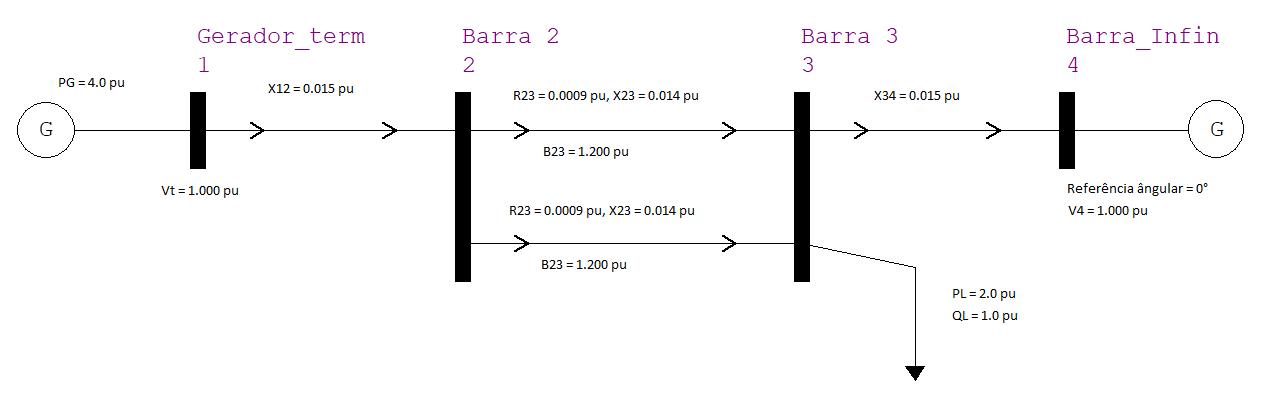 Gerador_term
1
Barra 2
2
Barra 3
3
Barra_Infin
4
PG = 4.0 pu
X12 = 0.015 pu
R23 = 0.0009 pu, X23 = 0.014 pu
X34 = 0.015 pu
G
G
B23 = 1.200 pu
Vt = 1.000 pu
Referência ângular = 0°
V4 = 1.000 pu
R23 = 0.0009 pu, X23 = 0.014 pu
B23 = 1.200 pu
PL = 2.0 pu
QL = 1.0 pu